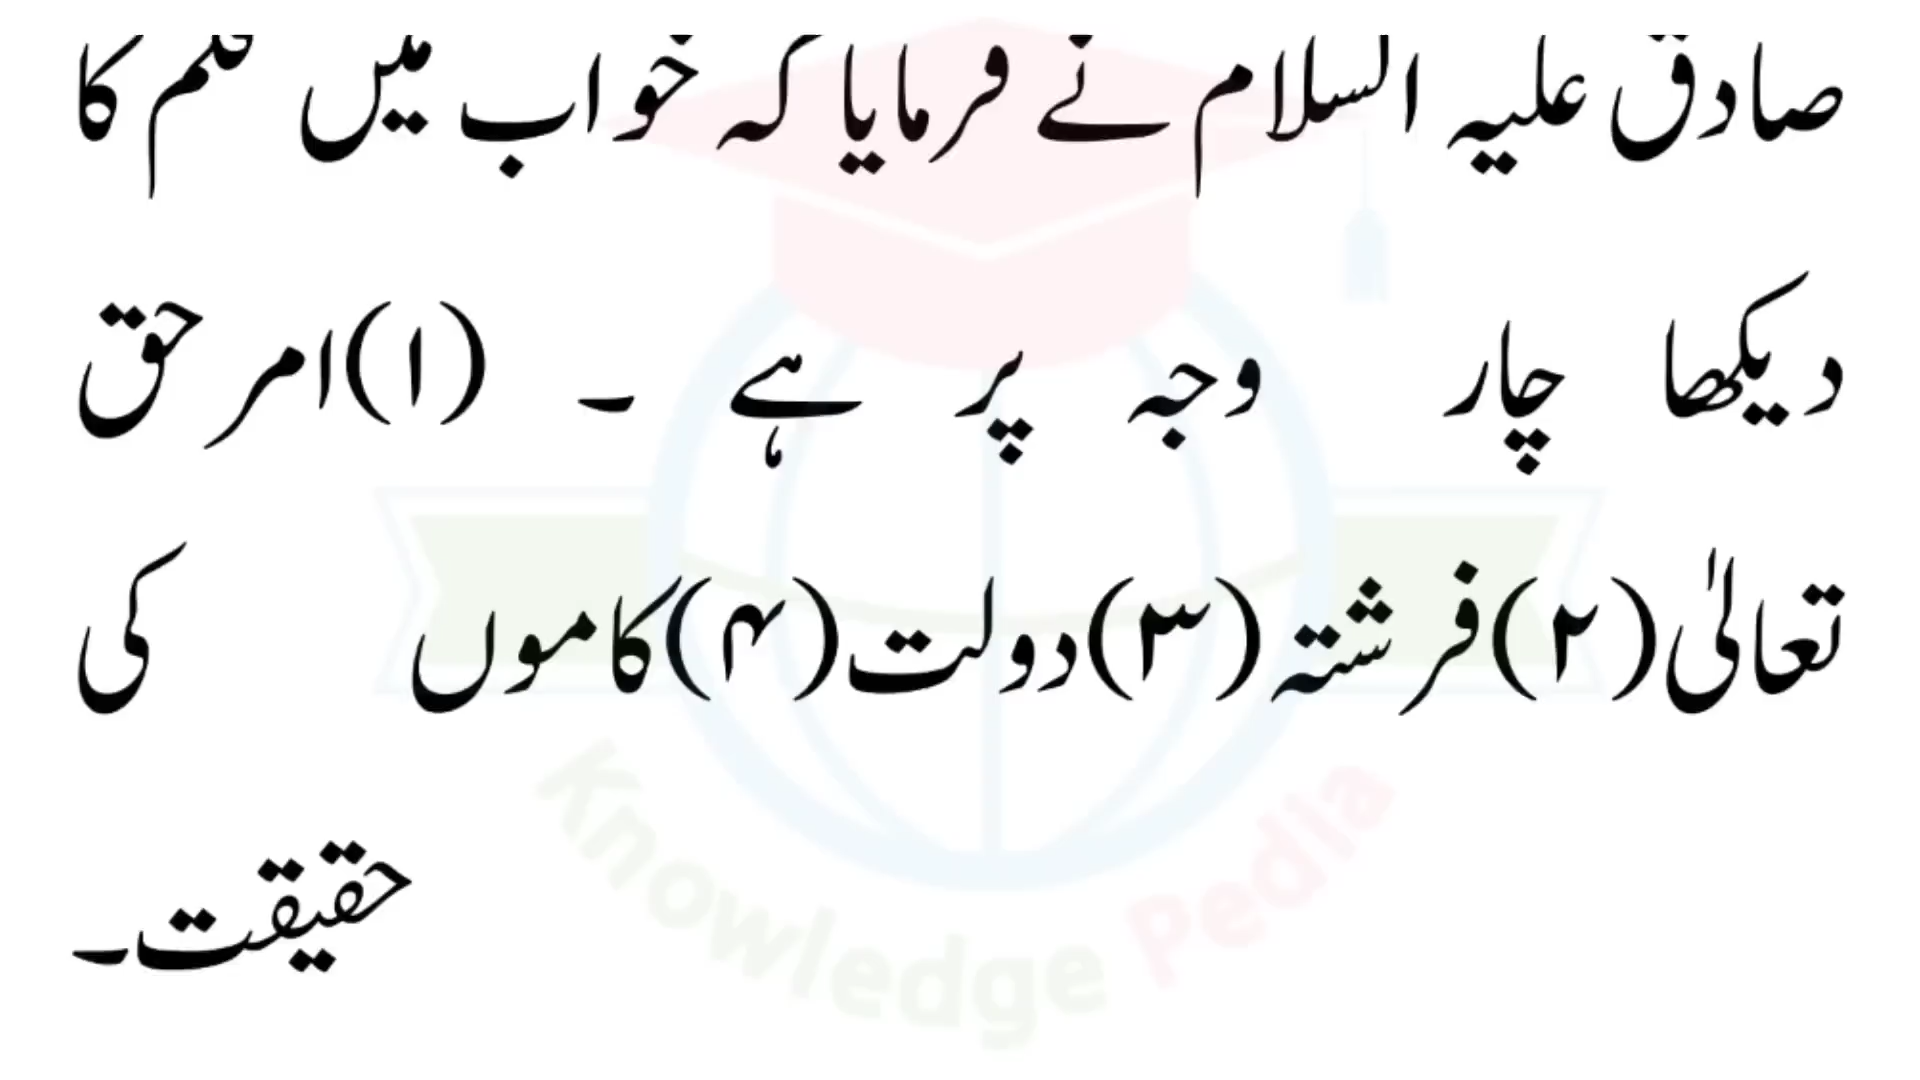 صادق علیہ السلام نے فرمایا کہ خواب میں قلم کا
دیکھا چار وجہ پر ہے ۔ (۱)امر حق
تعالیٰ(۲)فرشتہ(۳)دولت(۴)کاموں کی
حقیقت۔
Knowledge Pedia